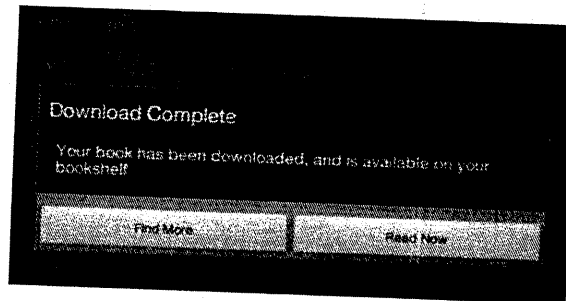 Download Complete
Your book has been downloaded, and is available on your
bookshelf
Find More
Read Now